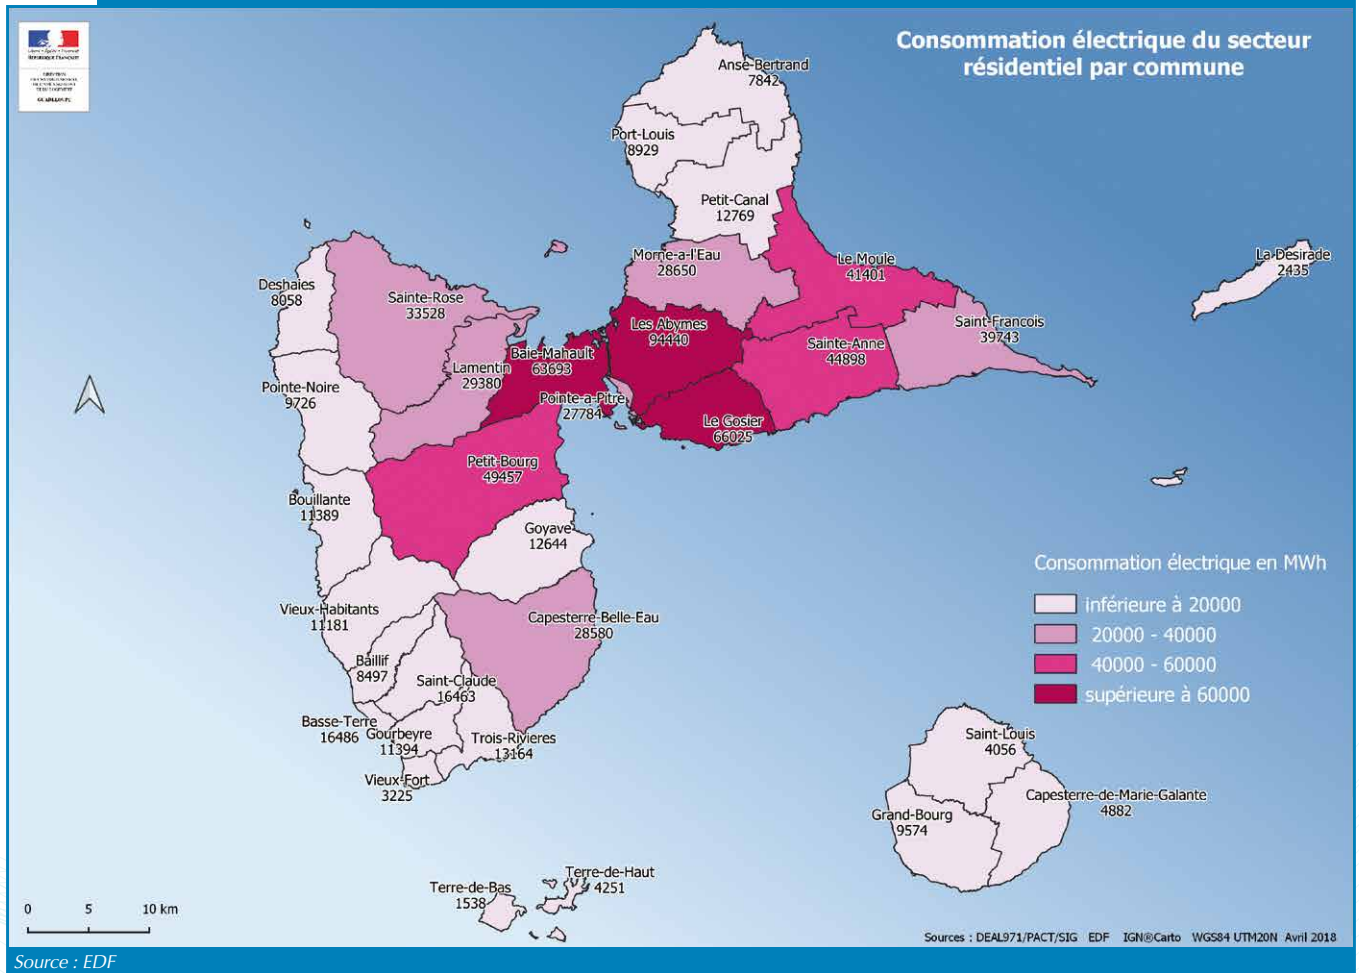 RÉPUBLIQUE FRANÇAISE
GUADELOUPE
Consommation électrique du secteur
résidentiel par commune
Anse-Bertrand
7842
Port-Louis
8929
Petit-Canal
12769
Morne-a-l'Eau
28650
Le Moule
41401
La Desirade
2435
Deshaies
8058
Sainte-Rose
33528
Les Abymes
94440
Saint-Francois
39743
Sainte-Anne
44898
Baie-Mahault
63693
Lamentin
29380
Pointe-Noire
9726
Pointe-a-Pitre
27784
Le Gosier
66025
Petit-Bourg
49457
Bouillante
11389
Goyave
12644
Vieux-Habitants
11181
Capesterre-Belle-Eau
28580
Baillif
8497
Saint-Claude
16463
Basse-Terre
16486
Gourbeyre
11394
Trois-Rivieres
13164
Vieux-Fort
3225
Consommation électrique en MWh
inférieure à 20000
20000 - 40000
40000 - 60000
supérieure à 60000
Saint-Louis
4056
Capesterre-de-Marie-Galante
4882
Grand-Bourg
9574
Terre-de-Haut
4251
Terre-de-Bas
1538
0 5 10 km
Sources : DEAL971/PACT/SIG EDF IGN®Carto WGS84 UTM20N Avril 2018
Source : EDF